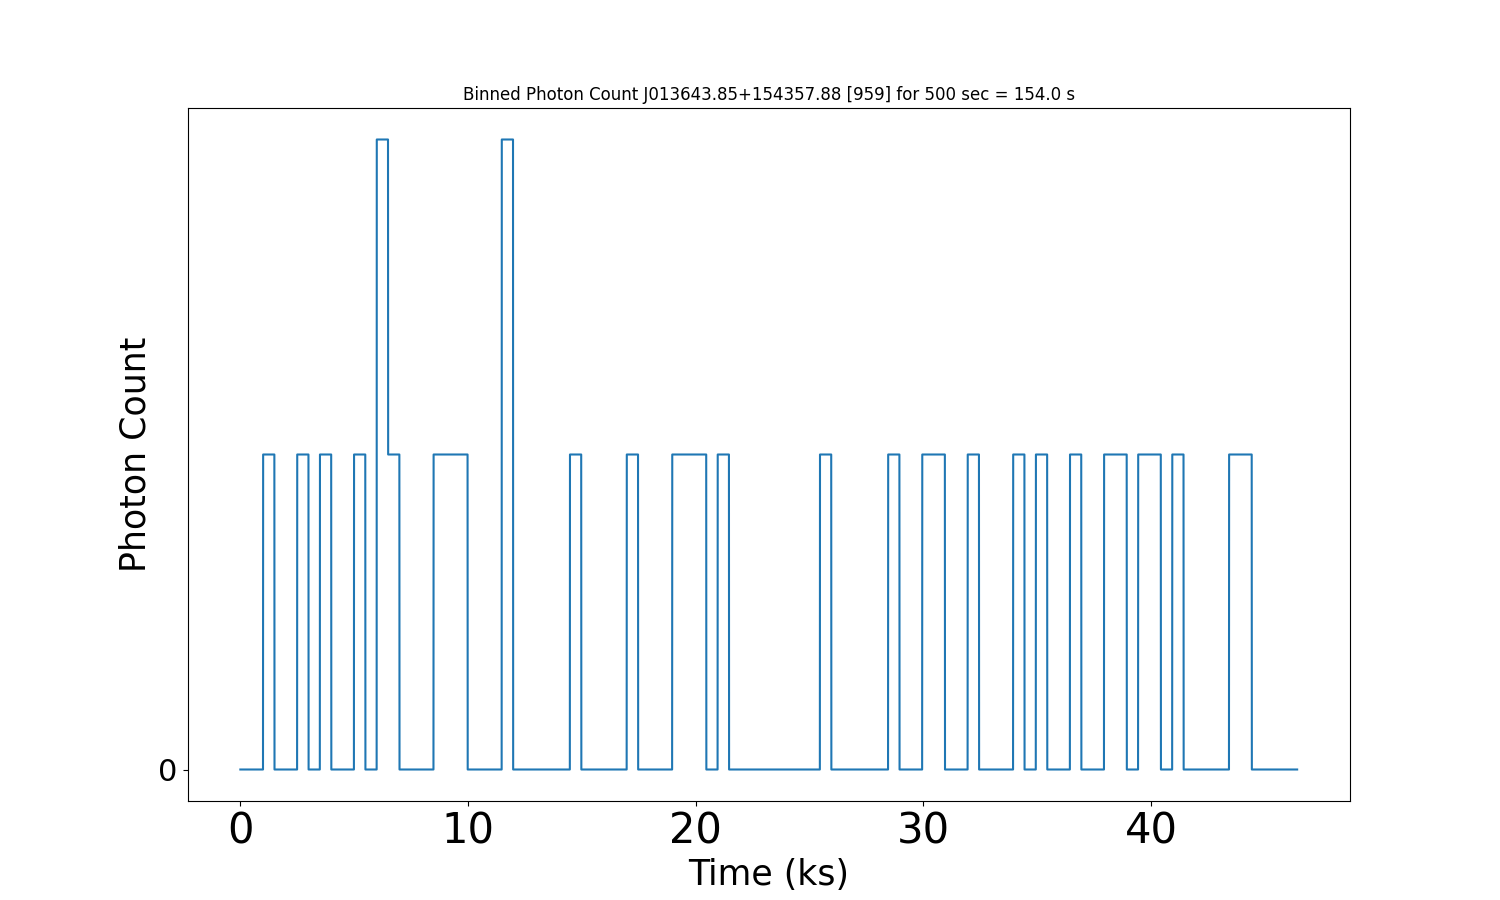 Binned Photon Count J013643.85+154357.88 [959] for 500 sec = 154.0 s
Photon Count
0
0 10 20 30 40
Time (ks)